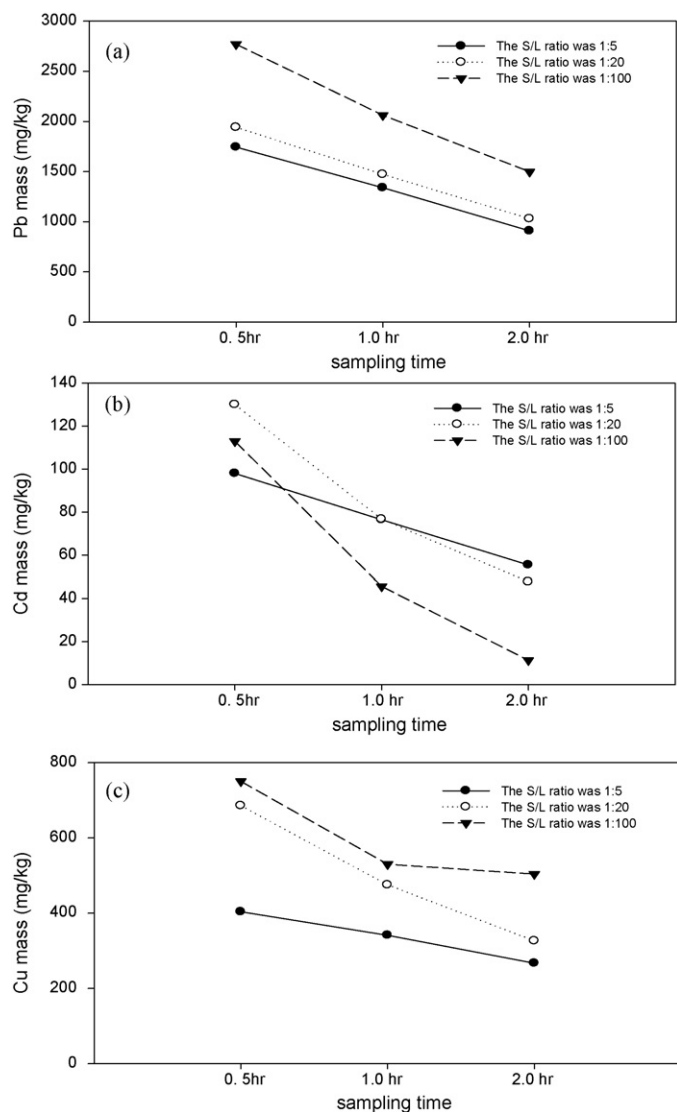 3000
(a)
The S/L ratio was 1:5
The S/L ratio was 1:20
The S/L ratio was 1:100
2500
2000
1500
1000
500
0
Pb mass (mg/kg)
0. 5hr 1.0 hr 2.0 hr
sampling time
140
(b)
The S/L ratio was 1:5
The S/L ratio was 1:20
The S/L ratio was 1:100
120
100
80
60
40
20
0
Cd mass (mg/kg)
0. 5hr 1.0 hr 2.0 hr
sampling time
800
(c)
The S/L ratio was 1:5
The S/L ratio was 1:20
The S/L ratio was 1:100
600
400
200
0
Cu mass (mg/kg)
0. 5hr 1.0 hr 2.0 hr
sampling time